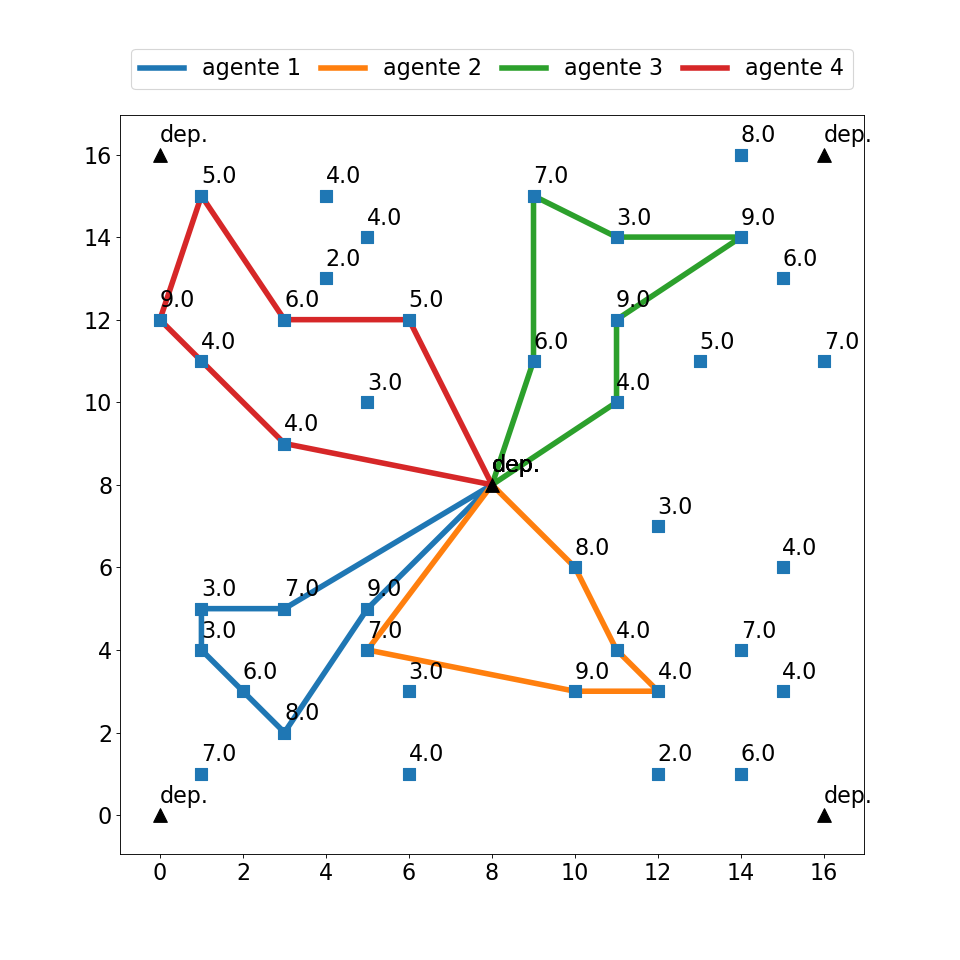 agente 1 agente 2 agente 3 agente 4
dep. 8.0 dep.
16
5.0 4.0 7.0
4.0 3.0 9.0
14
2.0 6.0
9.0 6.0 5.0 9.0
12
4.0 6.0 5.0 7.0
3.0 4.0
10
4.0
dep.
8
3.0
8.0 4.0
6
3.0 7.0 9.0
3.0 7.0 4.0 7.0
4
6.0 3.0 9.0 4.0 4.0
8.0
2
7.0 4.0 2.0 6.0
dep. dep.
0
0 2 4 6 8 10 12 14 16